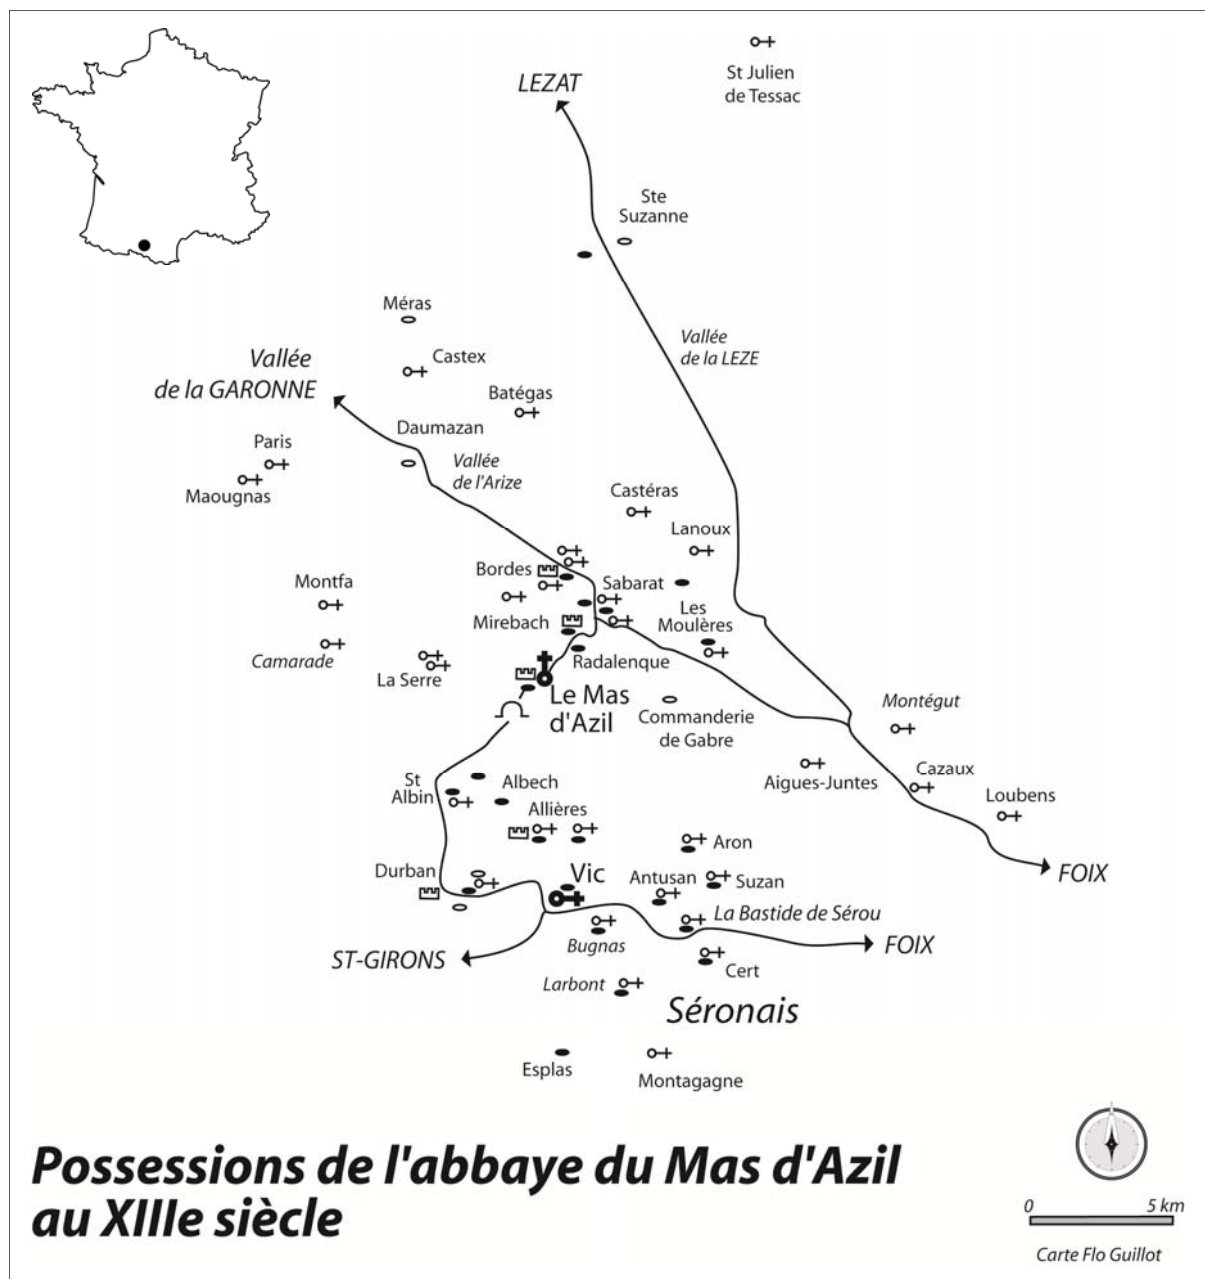 St Julien
de Tessac
LEZAT
Ste
Suzanne
Méras
Vallée
de la LEZE
Castex
Vallée
de la GARONNE
Batégas
Daumazan
Paris
Vallée
de l'Arize
Maougnas
Castéras
Lanoux
Bordes
Sabarat
Montfa
Les
Moulères
Mirebach
Camarade
Radalenque
La Serre
Le Mas
d'Azil
Commanderie
de Gabre
Montégut
St
Albin
Albech
Aigues-Juntes
Cazaux
Loubens
Allières
Aron
Durban
Vic
Antusan
Suzan
FOIX
La Bastide de Sérou
Bugnas
FOIX
ST-GIRONS
Cert
Larbont
Séronais
Esplas
Montagagne
Possessions de l'abbaye du Mas d'Azil
au XIIIe siècle
0 5 km
Carte Flo Guillot